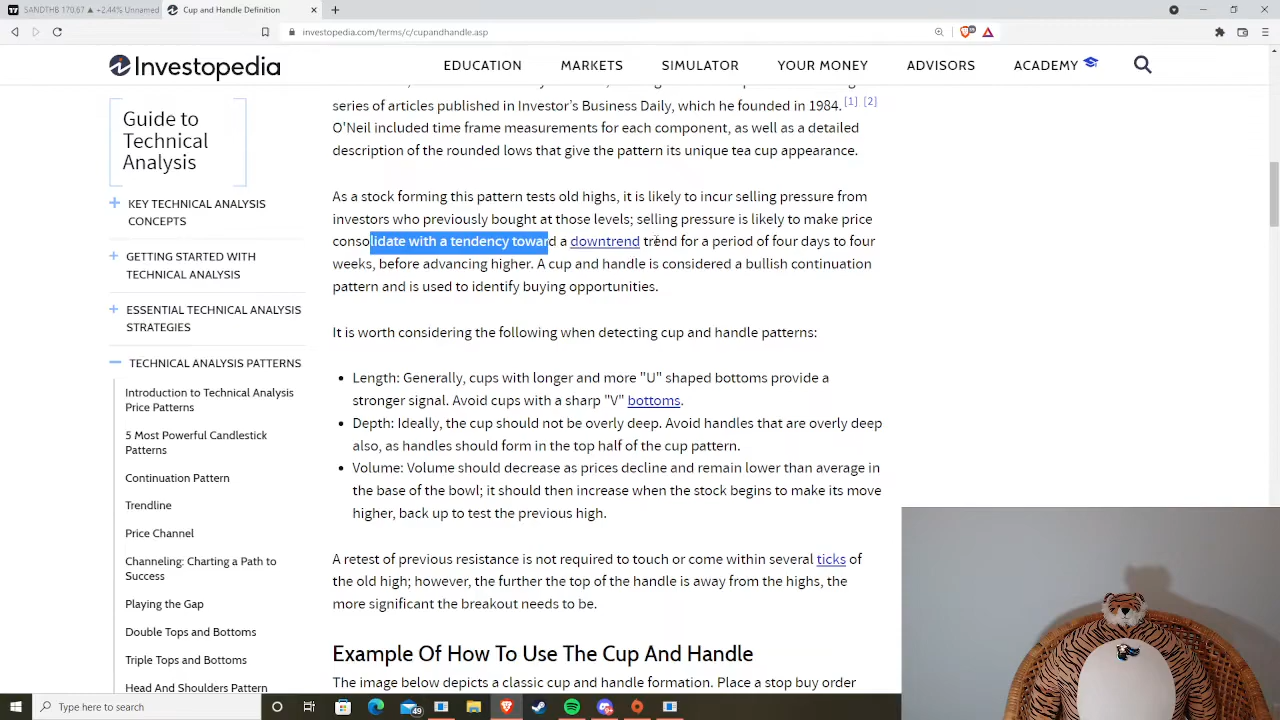 SANDTHB 170.67 ▲ +2.44% Unnamed
Cup and Handle Definition
investopedia.com/terms/c/cupandhandle.asp
Investopedia
EDUCATION
MARKETS
SIMULATOR
YOUR MONEY
ADVISORS
ACADEMY
Guide to
Technical
Analysis
KEY TECHNICAL ANALYSIS
CONCEPTS
GETTING STARTED WITH
TECHNICAL ANALYSIS
ESSENTIAL TECHNICAL ANALYSIS
STRATEGIES
TECHNICAL ANALYSIS PATTERNS
Introduction to Technical Analysis
Price Patterns
5 Most Powerful Candlestick
Patterns
Continuation Pattern
Trendline
Price Channel
Channeling: Charting a Path to
Success
Playing the Gap
Double Tops and Bottoms
Triple Tops and Bottoms
Head And Shoulders Pattern
series of articles published in Investor's Business Daily, which he founded in 1984. [1] [2]
O'Neil included time frame measurements for each component, as well as a detailed
description of the rounded lows that give the pattern its unique tea cup appearance.
As a stock forming this pattern tests old highs, it is likely to incur selling pressure from
investors who previously bought at those levels; selling pressure is likely to make price
consolidate with a tendency toward a downtrend trend for a period of four days to four
weeks, before advancing higher. A cup and handle is considered a bullish continuation
pattern and is used to identify buying opportunities.
It is worth considering the following when detecting cup and handle patterns:
• Length: Generally, cups with longer and more "U" shaped bottoms provide a
stronger signal. Avoid cups with a sharp "V" bottoms.
• Depth: Ideally, the cup should not be overly deep. Avoid handles that are overly deep
also, as handles should form in the top half of the cup pattern.
• Volume: Volume should decrease as prices decline and remain lower than average in
the base of the bowl; it should then increase when the stock begins to make its move
higher, back up to test the previous high.
A retest of previous resistance is not required to touch or come within several ticks of
the old high; however, the further the top of the handle is away from the highs, the
more significant the breakout needs to be.
Example Of How To Use The Cup And Handle
The image below depicts a classic cup and handle formation. Place a stop buy order
Type here to search
49